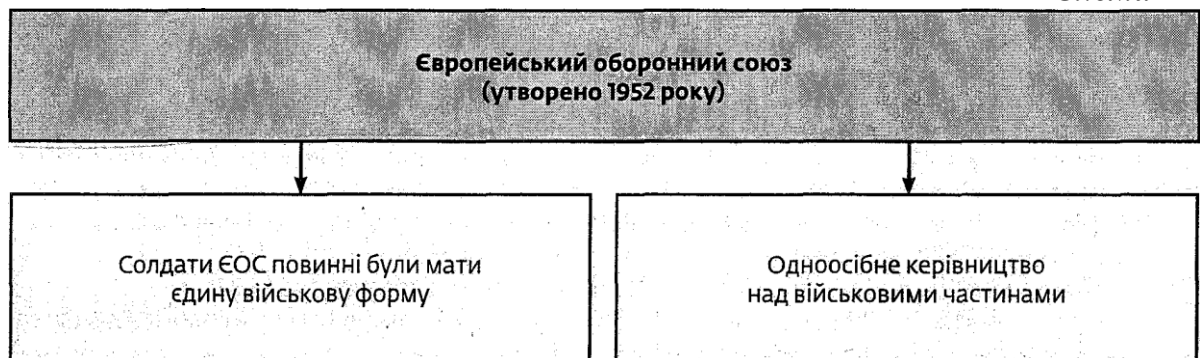 Європейський оборонний союз
(утворено 1952 року)
Солдати ЄОС повинні були мати
єдину військову форму
Одноосібне керівництво
над військовими частинами